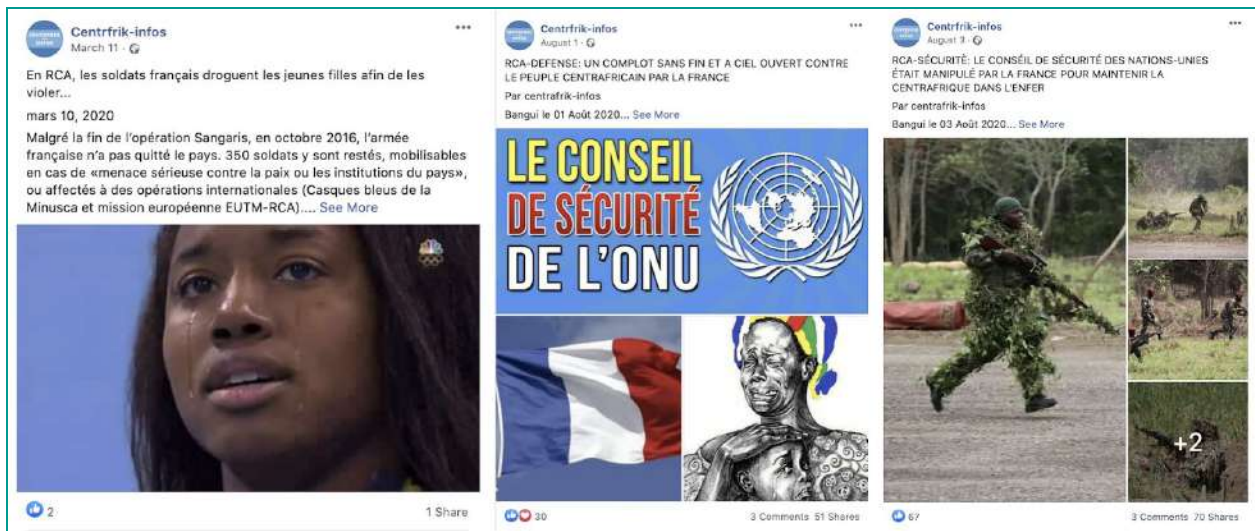 Centrfrik-infos
March 11 ·
En RCA, les soldats français droguent les jeunes filles afin de les
violer...
mars 10, 2020
Malgré la fin de l'opération Sangaris, en octobre 2016, l'armée
française n'a pas quitté le pays. 350 soldats y sont restés, mobilisables
en cas de «menace sérieuse contre la paix ou les institutions du pays»,
ou affectés à des opérations internationales (Casques bleus de la
Minusca et mission européenne EUTM-RCA).... See More
2
1 Share
Centrfrik-infos
August 1 ·
RCA-DEFENSE: UN COMPLOT SANS FIN ET A CIEL OUVERT CONTRE
LE PEUPLE CENTRAFRICAIN PAR LA FRANCE
Par centrafrik-infos
Bangui le 01 Août 2020... See More
LE CONSEIL
DE SÉCURITÉ
DE L'ONU
30
3 Comments 51 Shares
Centrfrik-infos
August 3 ·
RCA-SÉCURITÉ: LE CONSÉIL DE SÉCURITÉ DES NATIONS-UNIES
ÉTAIT MANIPULÉ PAR LA FRANCE POUR MAINTENIR LA
CENTRAFRIQUE DANS L'ENFER
Par centrafrik-infos
Bangui le 03 Août 2020... See More
+2
67
3 Comments 70 Shares